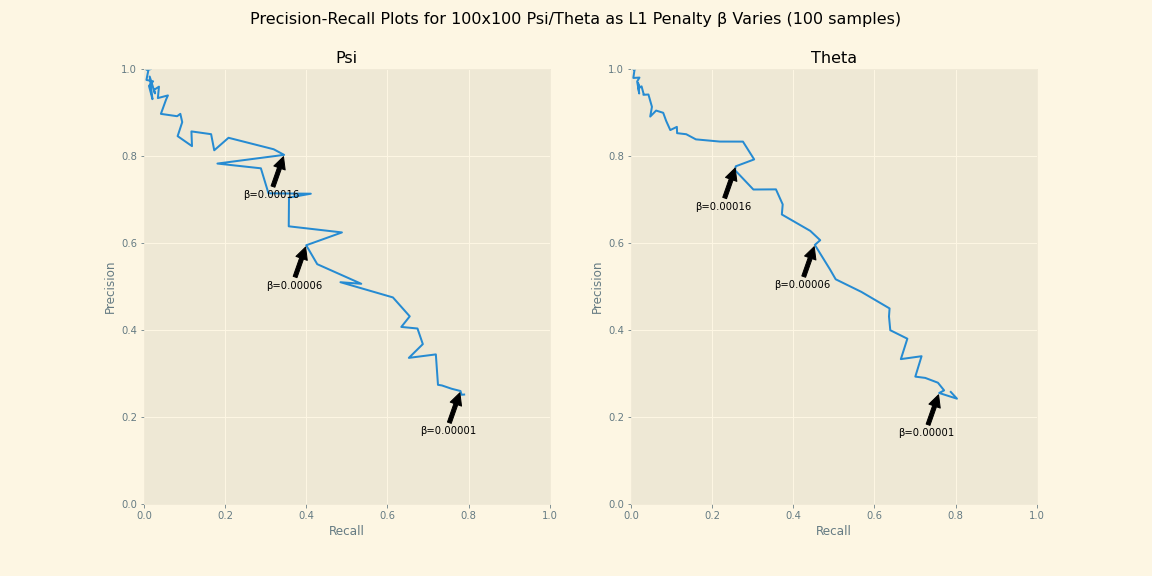 Precision-Recall Plots for 100x100 Psi/Theta as L1 Penalty β Varies (100 samples)
Psi
1.0
0.8
0.6
0.4
0.2
0.0
Precision
β=0.00016
β=0.00006
β=0.00001
0.0 0.2 0.4 0.6 0.8 1.0
Recall
Theta
1.0
0.8
0.6
0.4
0.2
0.0
Precision
β=0.00016
β=0.00006
β=0.00001
0.0 0.2 0.4 0.6 0.8 1.0
Recall